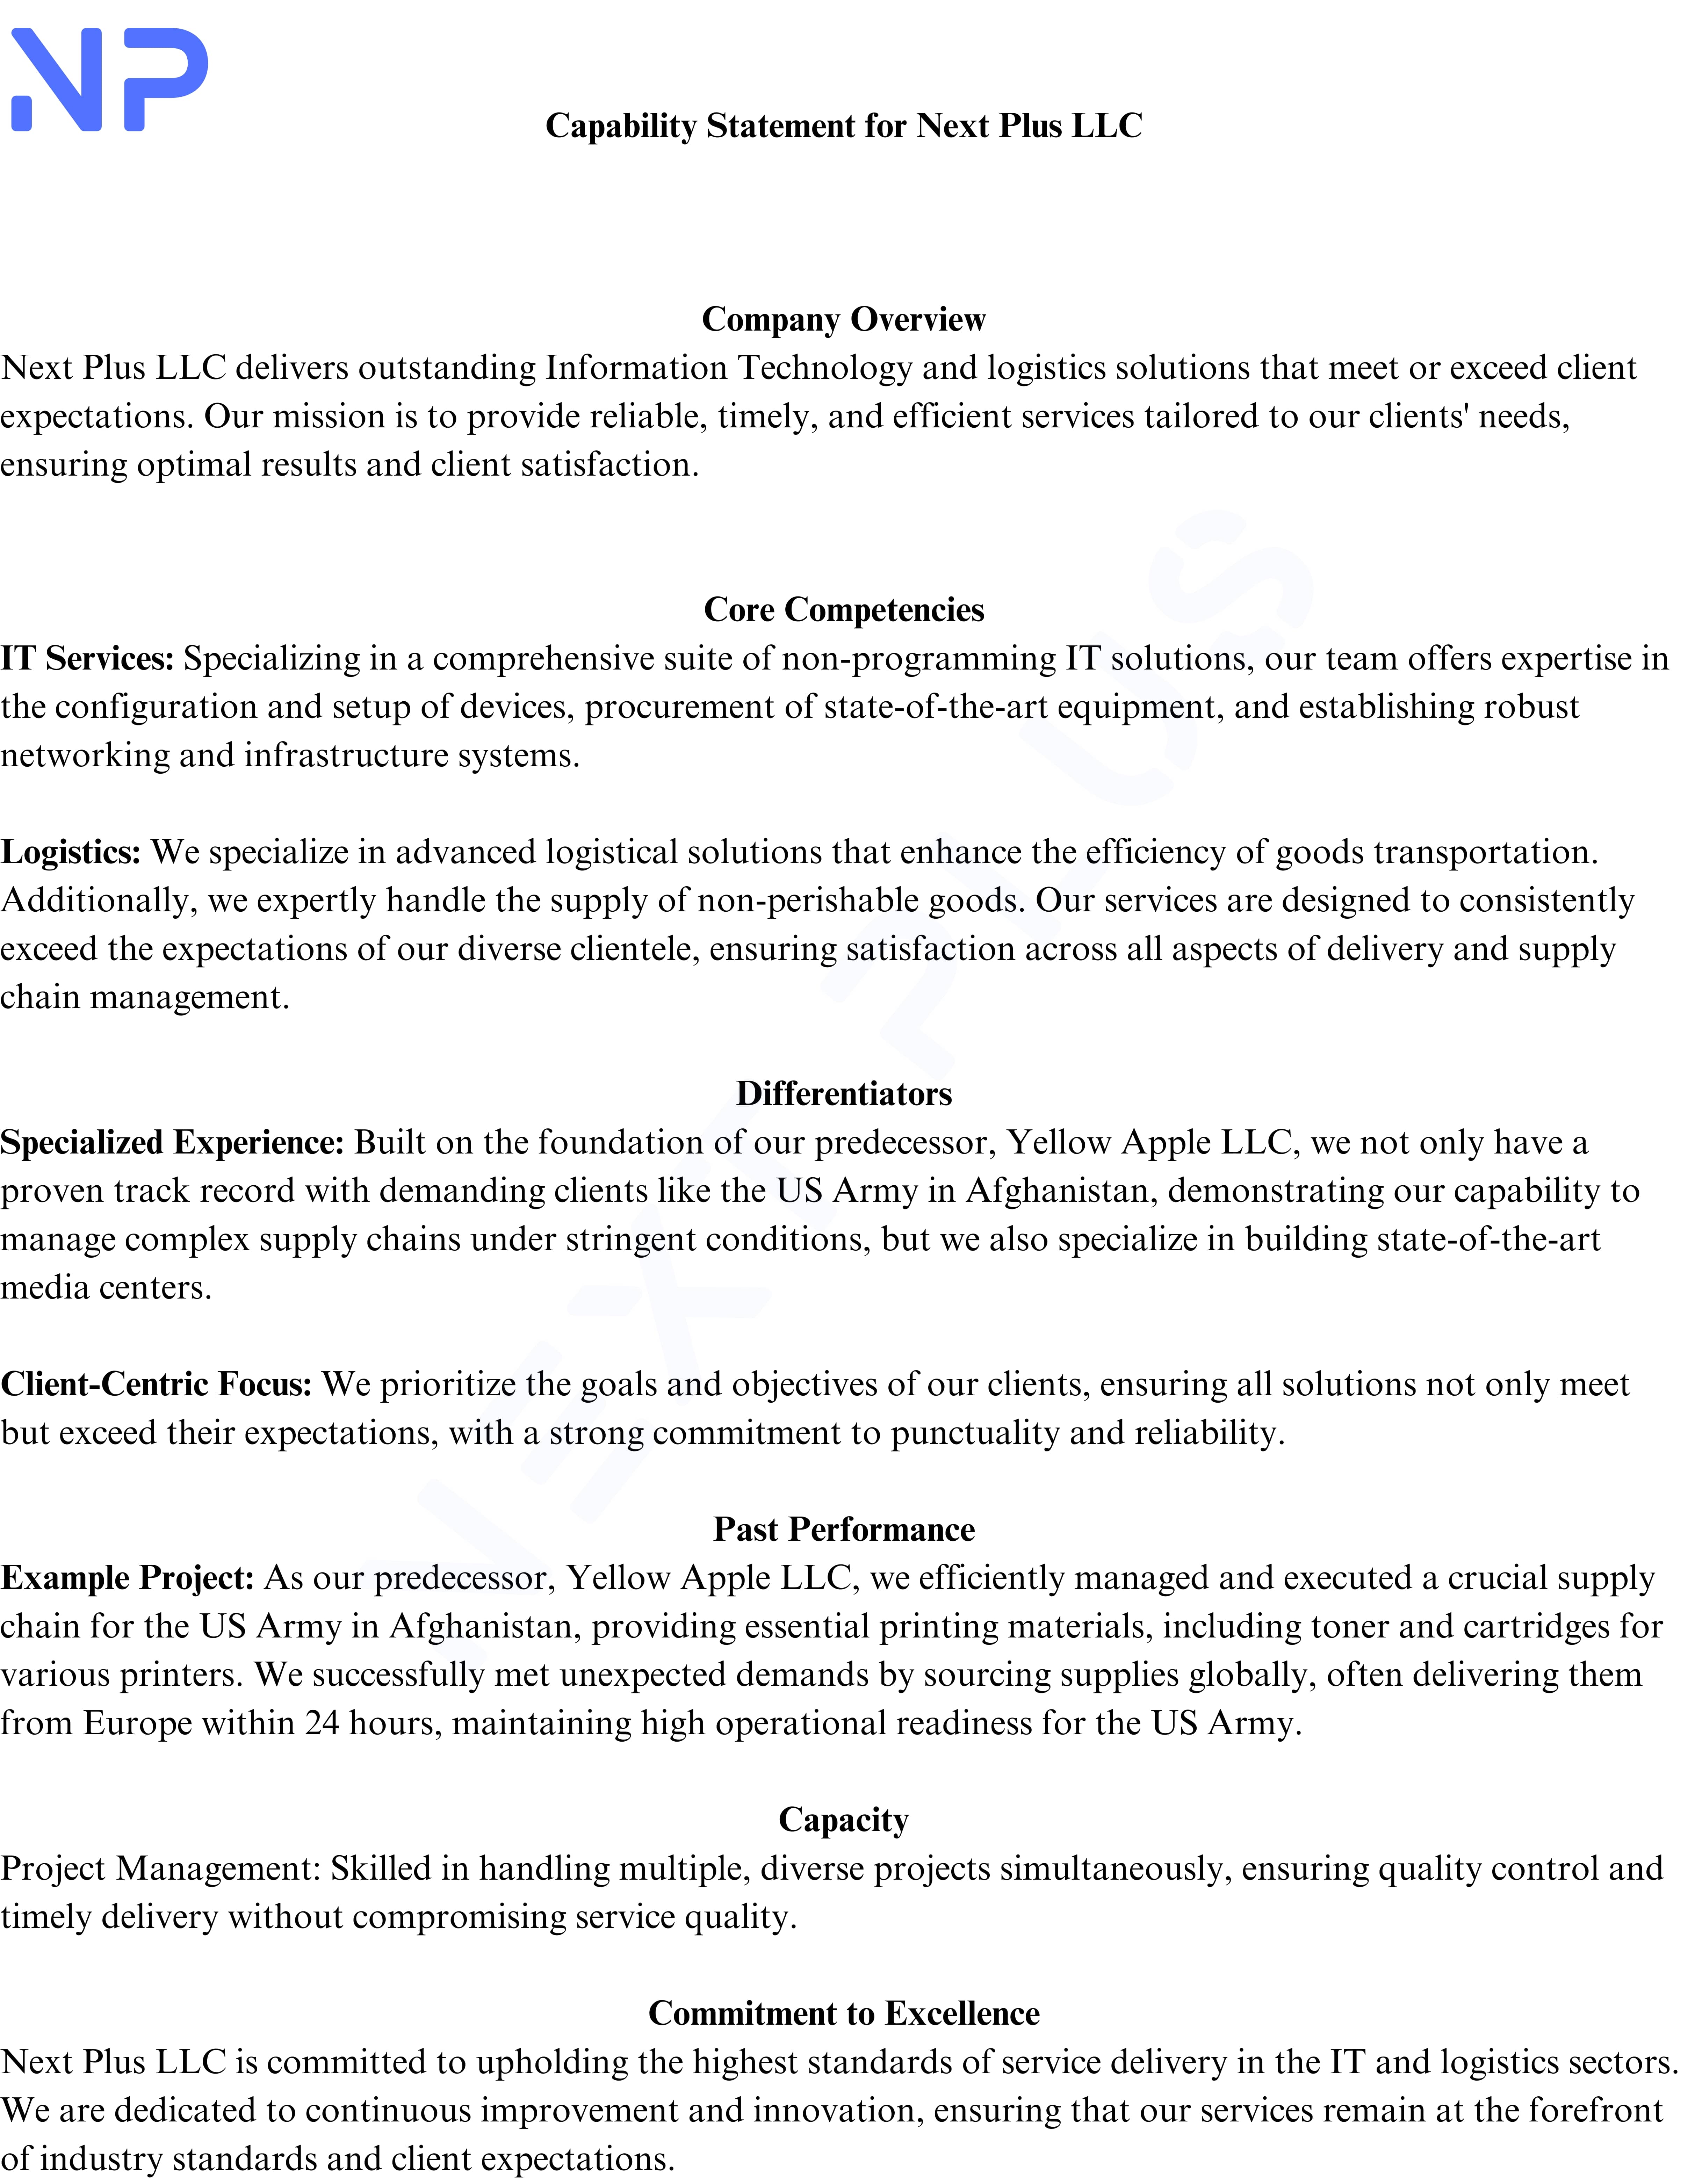 NP
Capability Statement for Next Plus LLC
Company Overview
Next Plus LLC delivers outstanding Information Technology and logistics solutions that meet or exceed client
expectations. Our mission is to provide reliable, timely, and efficient services tailored to our clients' needs,
ensuring optimal results and client satisfaction.
Core Competencies
IT Services: Specializing in a comprehensive suite of non-programming IT solutions, our team offers expertise in
the configuration and setup of devices, procurement of state-of-the-art equipment, and establishing robust
networking and infrastructure systems.
Logistics: We specialize in advanced logistical solutions that enhance the efficiency of goods transportation.
Additionally, we expertly handle the supply of non-perishable goods. Our services are designed to consistently
exceed the expectations of our diverse clientele, ensuring satisfaction across all aspects of delivery and supply
chain management.
Differentiators
Specialized Experience: Built on the foundation of our predecessor, Yellow Apple LLC, we not only have a
proven track record with demanding clients like the US Army in Afghanistan, demonstrating our capability to
manage complex supply chains under stringent conditions, but we also specialize in building state-of-the-art
media centers.
Client-Centric Focus: We prioritize the goals and objectives of our clients, ensuring all solutions not only meet
but exceed their expectations, with a strong commitment to punctuality and reliability.
Past Performance
Example Project: As our predecessor, Yellow Apple LLC, we efficiently managed and executed a crucial supply
chain for the US Army in Afghanistan, providing essential printing materials, including toner and cartridges for
various printers. We successfully met unexpected demands by sourcing supplies globally, often delivering them
from Europe within 24 hours, maintaining high operational readiness for the US Army.
Capacity
Project Management: Skilled in handling multiple, diverse projects simultaneously, ensuring quality control and
timely delivery without compromising service quality.
Commitment to Excellence
Next Plus LLC is committed to upholding the highest standards of service delivery in the IT and logistics sectors.
We are dedicated to continuous improvement and innovation, ensuring that our services remain at the forefront
of industry standards and client expectations.
NEXT PLUS